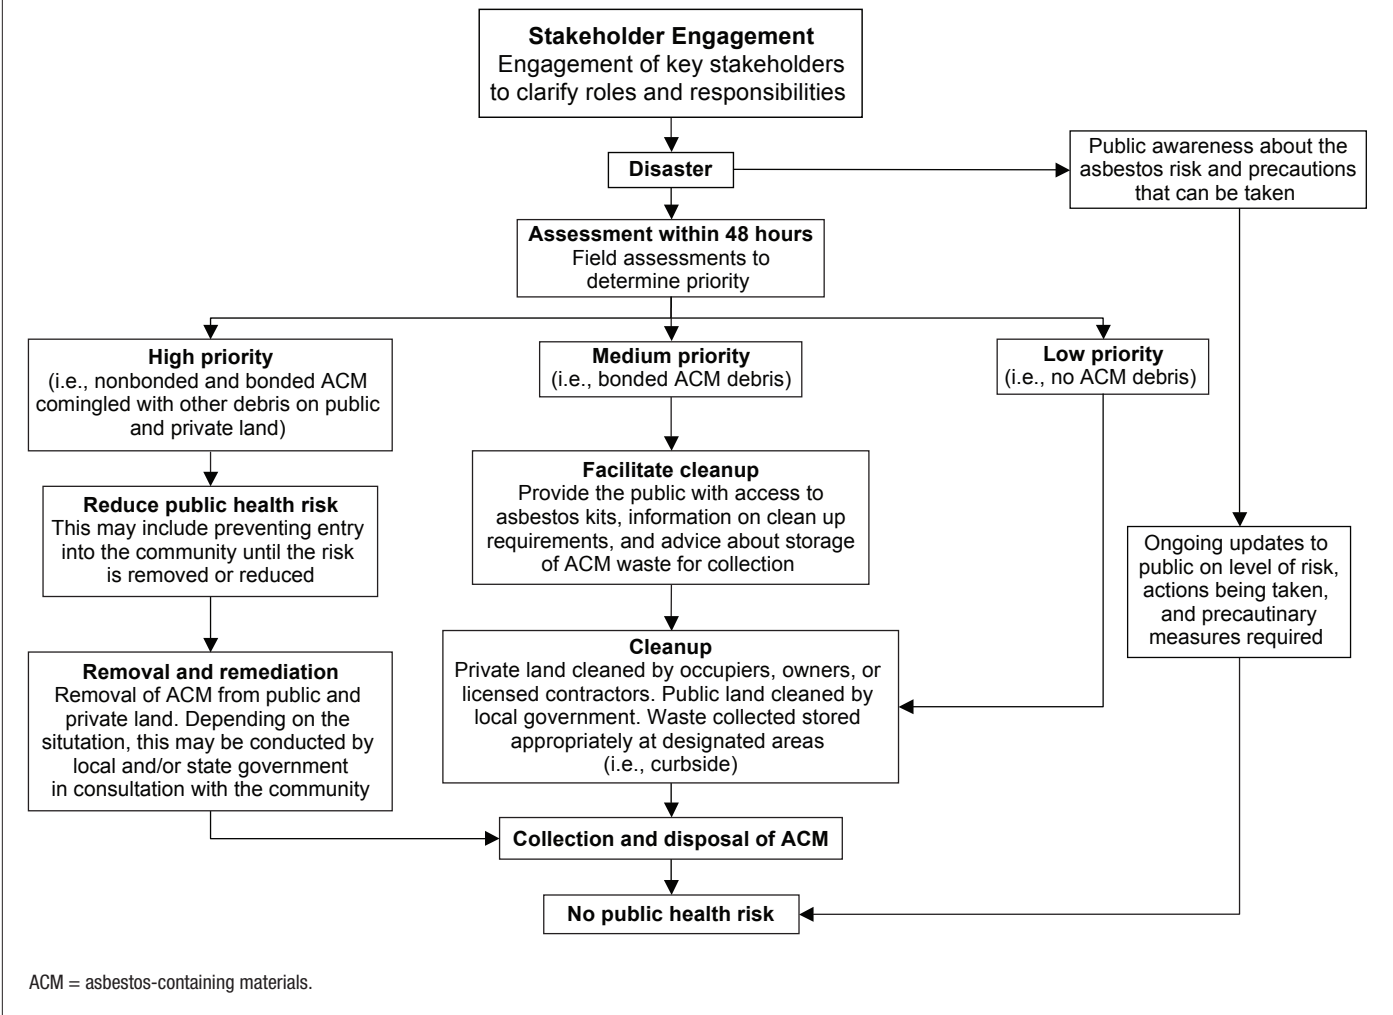 Stakeholder Engagement
Engagement of key stakeholders
to clarify roles and responsibilities
Disaster
Public awareness about the
asbestos risk and precautions
that can be taken
Assessment within 48 hours
Field assessments to
determine priority
High priority
(i.e., nonbonded and bonded ACM
comingled with other debris on public
and private land)
Medium priority
(i.e., bonded ACM debris)
Low priority
(i.e., no ACM debris)
Reduce public health risk
This may include preventing entry
into the community until the risk
is removed or reduced
Facilitate cleanup
Provide the public with access to
asbestos kits, information on clean up
requirements, and advice about storage
of ACM waste for collection
Ongoing updates to
public on level of risk,
actions being taken,
and precautinary
measures required
Removal and remediation
Removal of ACM from public and
private land. Depending on the
situtation, this may be conducted by
local and/or state government
in consultation with the community
Cleanup
Private land cleaned by occupiers, owners, or
licensed contractors. Public land cleaned by
local government. Waste collected stored
appropriately at designated areas
(i.e., curbside)
Collection and disposal of ACM
No public health risk
ACM = asbestos-containing materials.